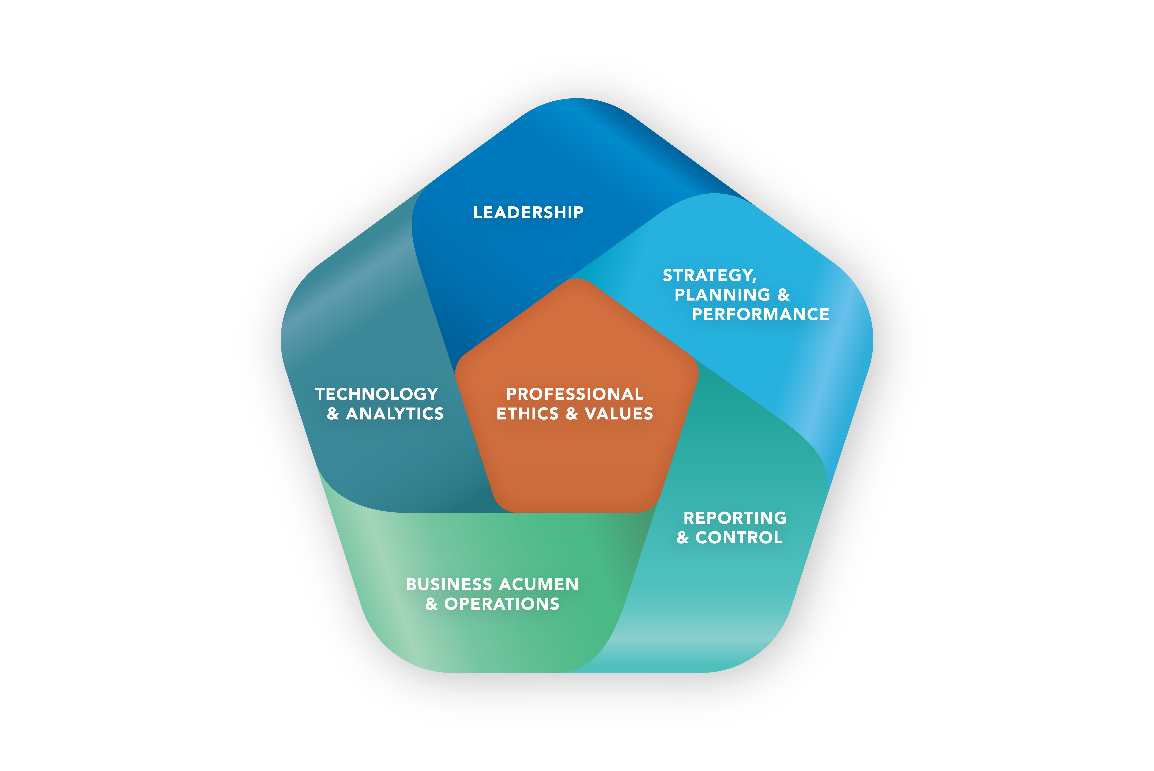 LEADERSHIP
STRATEGY,
PLANNING &
PERFORMANCE
TECHNOLOGY
& ANALYTICS
PROFESSIONAL
ETHICS & VALUES
REPORTING
& CONTROL
BUSINESS ACUMEN
& OPERATIONS